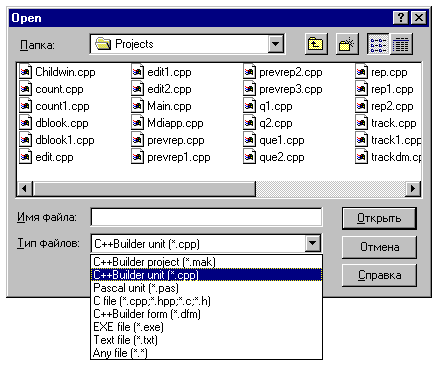 Open
Папка: Projects
Childwin.cpp edit1.cpp prevrep2.cpp rep.cpp
count.cpp edit2.cpp prevrep3.cpp rep1.cpp
count1.cpp Main.cpp q1.cpp rep2.cpp
dblook.cpp Mdiapp.cpp q2.cpp track.cpp
dblook1.cpp prevrep.cpp que1.cpp track1.cpp
edit.cpp prevrep1.cpp que2.cpp trackdm.cpp
Имя файла: Открыть
Тип файлов: C++Builder unit (*.cpp) Отмена
C++Builder project (*.mak)
C++Builder unit (*.cpp) Справка
Pascal unit (*.pas)
C file (*.cpp;*.hpp;*.c;*.h)
C++Builder form (*.dfm)
EXE file (*.exe)
Text file (*.txt)
Any file (*.*)